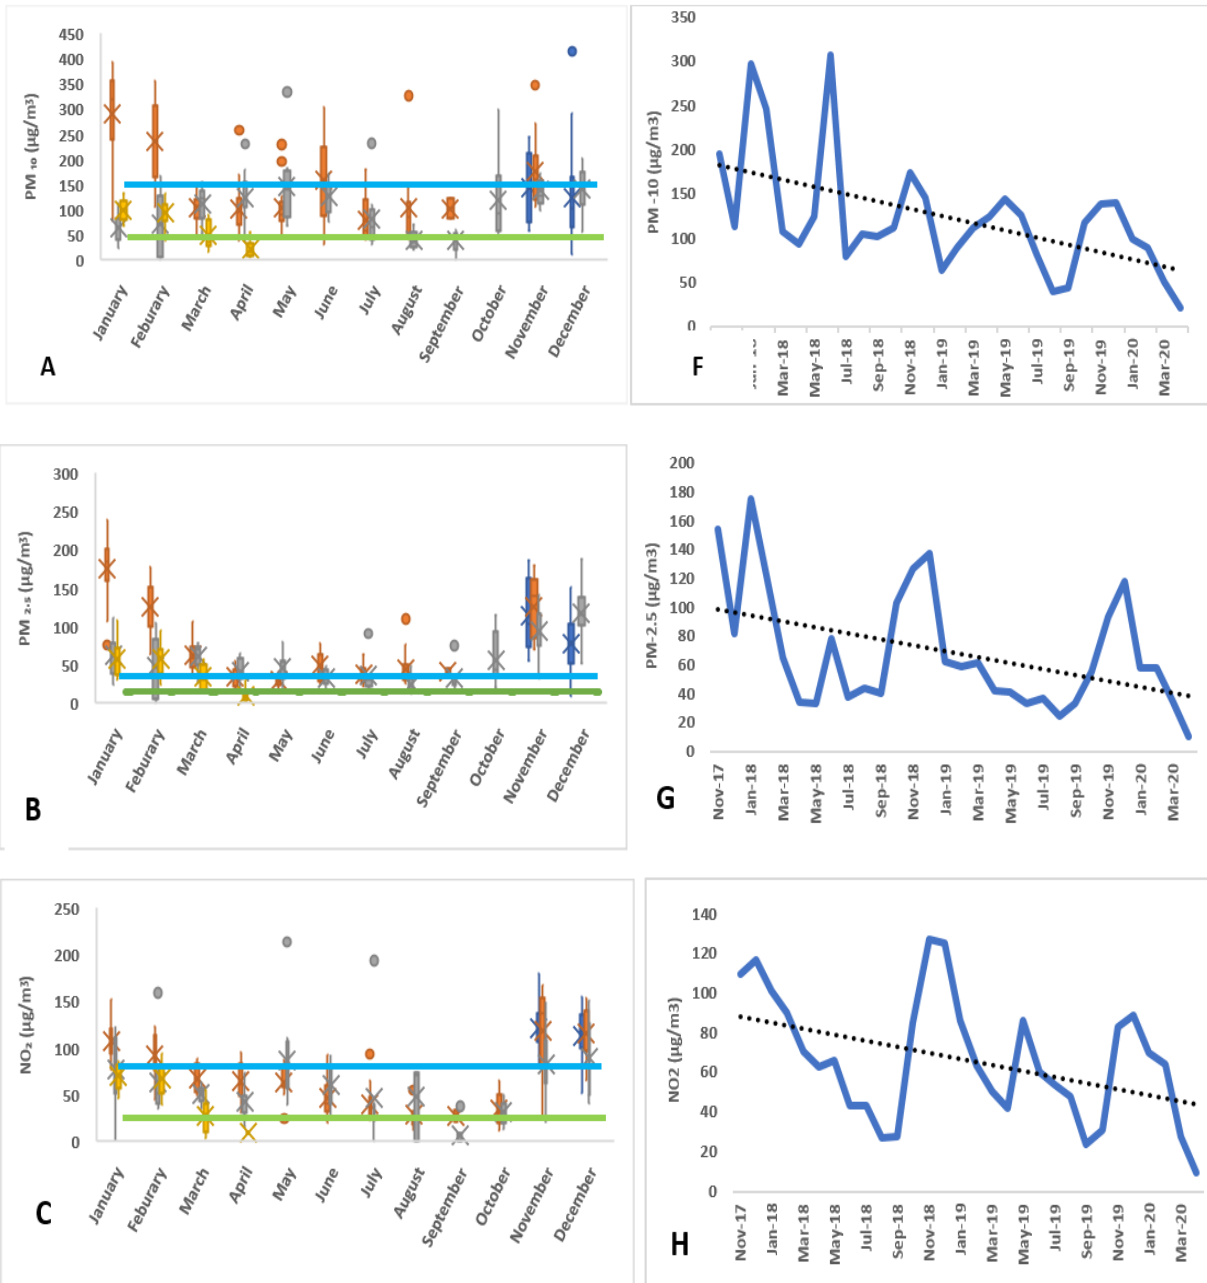 450
400
350
300
250
200
150
100
50
0
PM ₁₀ (µg/m³)
January
Feburary
March
April
May
June
July
August
September
October
November
December
A
350
300
250
200
150
100
50
0
PM -10 (µg/m3)
Mar-18
May-18
Jul-18
Sep-18
Nov-18
Jan-19
Mar-19
May-19
Jul-19
Sep-19
Nov-19
Jan-20
Mar-20
F
300
250
200
150
100
50
0
PM ₂.₅ (µg/m³)
January
Feburary
March
April
May
June
July
August
September
October
November
December
B
200
180
160
140
120
100
80
60
40
20
0
PM-2.5 (µg/m3)
Nov-17
Jan-18
Mar-18
May-18
Jul-18
Sep-18
Nov-18
Jan-19
Mar-19
May-19
Jul-19
Sep-19
Nov-19
Jan-20
Mar-20
G
250
200
150
100
50
0
NO₂ (µg/m³)
January
Feburary
March
April
May
June
July
August
September
October
November
December
C
140
120
100
80
60
40
20
0
NO2 (µg/m3)
Nov-17
Jan-18
Mar-18
May-18
Jul-18
Sep-18
Nov-18
Jan-19
Mar-19
May-19
Jul-19
Sep-19
Nov-19
Jan-20
Mar-20
H